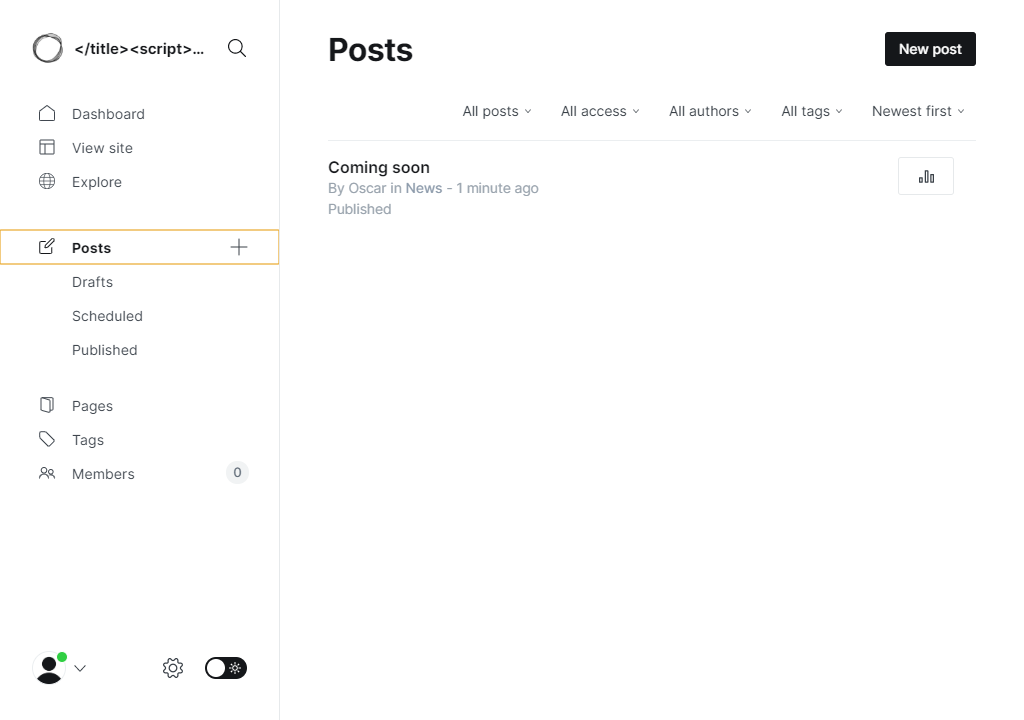 </title><script>...
Dashboard
View site
Explore
Posts
Drafts
Scheduled
Published
Pages
Tags
Members
0
Posts
New post
All posts
All access
All authors
All tags
Newest first
Coming soon
By Oscar in News - 1 minute ago
Published